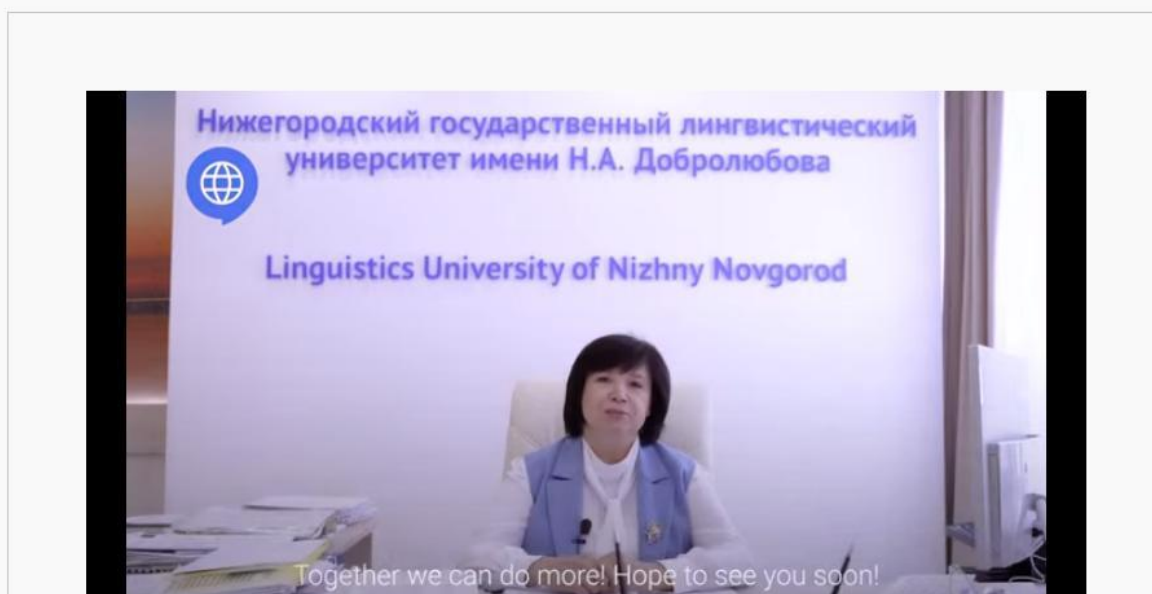 Нижегородский государственный лингвистический
университет имени Н.А. Добролюбова
Linguistics University of Nizhny Novgorod
Together we can do more! Hope to see you soon!